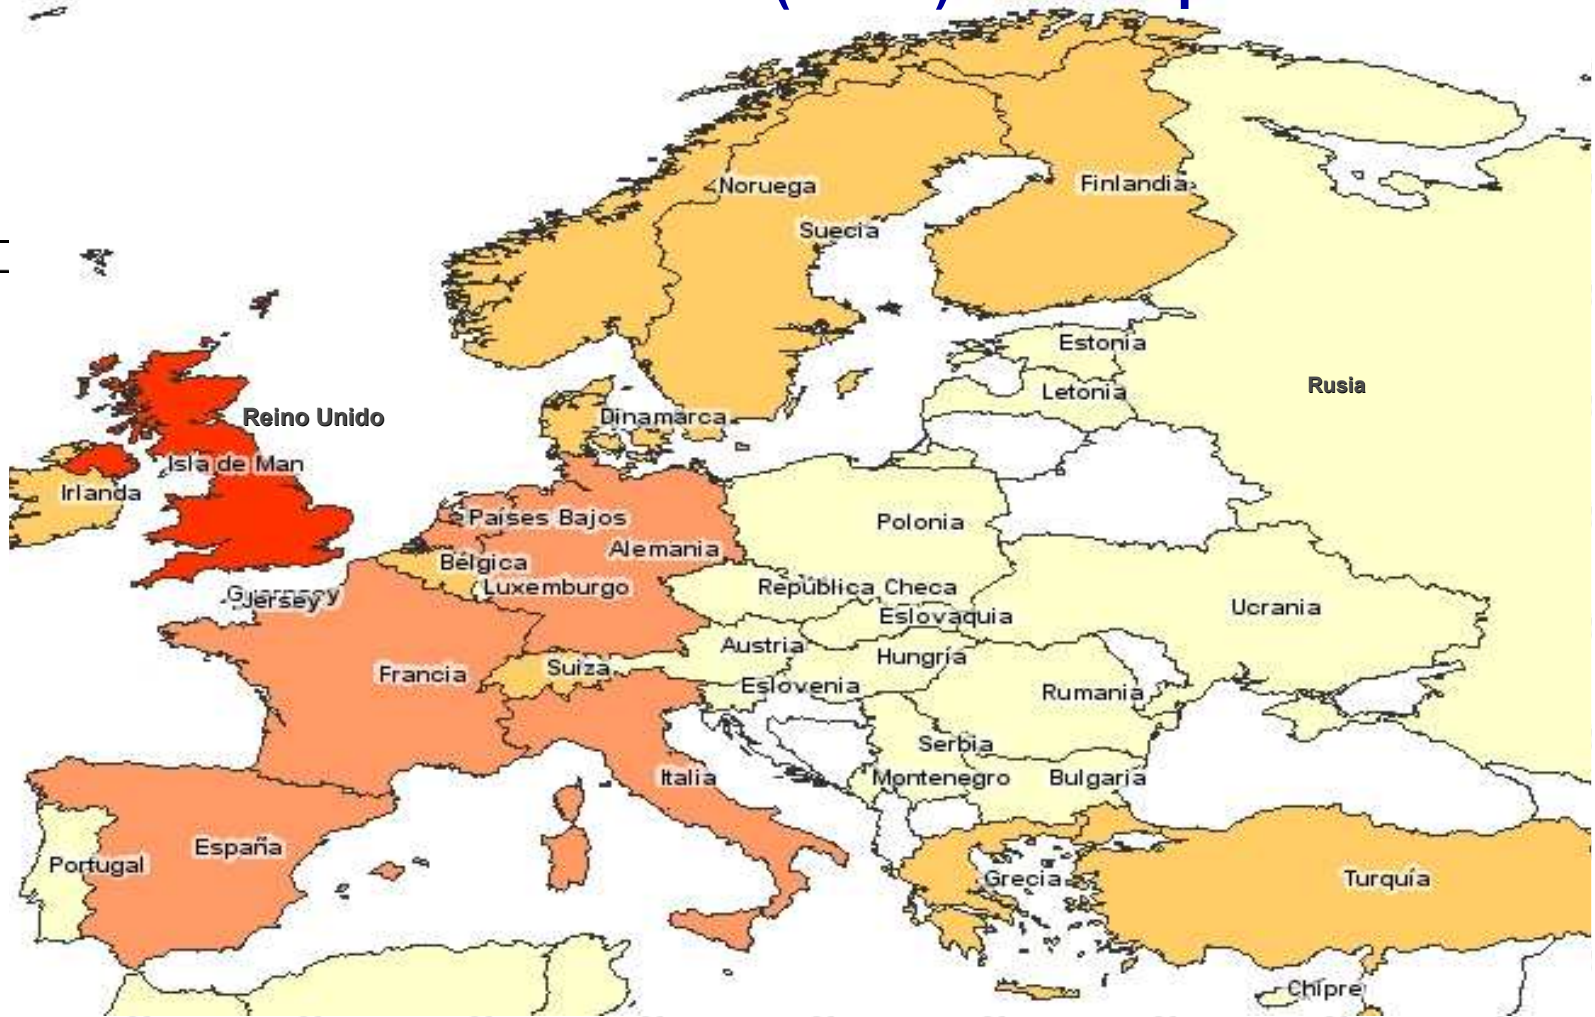 Noruega
Finlandia
Suecia
Estonia
Rusia
Letonia
Reino Unido
Dinamarca
Isla de Man
Irlanda
Países Bajos
Polonia
Alemania
Bélgica
Luxemburgo
República Checa
Guernsey
Jersey
Ucrania
Eslovaquia
Austria
Hungría
Suiza
Francia
Eslovenia
Rumania
Serbia
Italia
Montenegro
Bulgaria
España
Portugal
Grecia
Turquía
Chipre